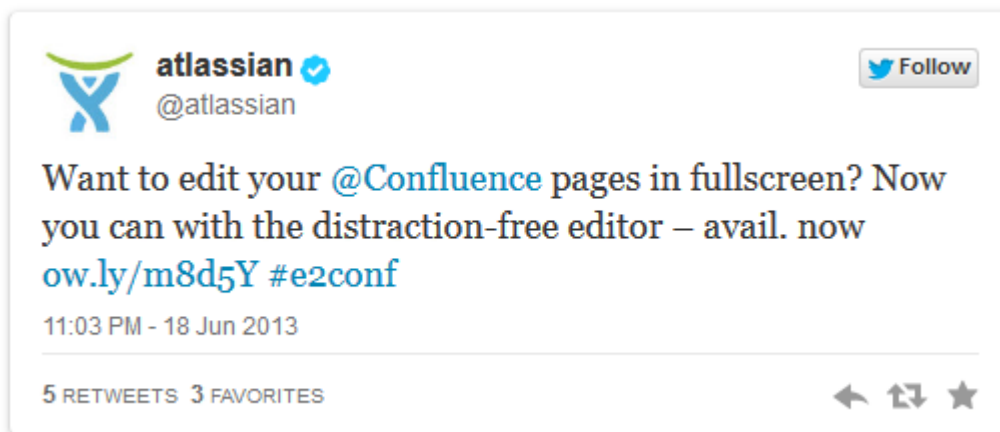 atlassian
@atlassian
Follow
Want to edit your @Confluence pages in fullscreen? Now
you can with the distraction-free editor – avail. now
ow.ly/m8d5Y #e2conf
11:03 PM - 18 Jun 2013
5 RETWEETS 3 FAVORITES